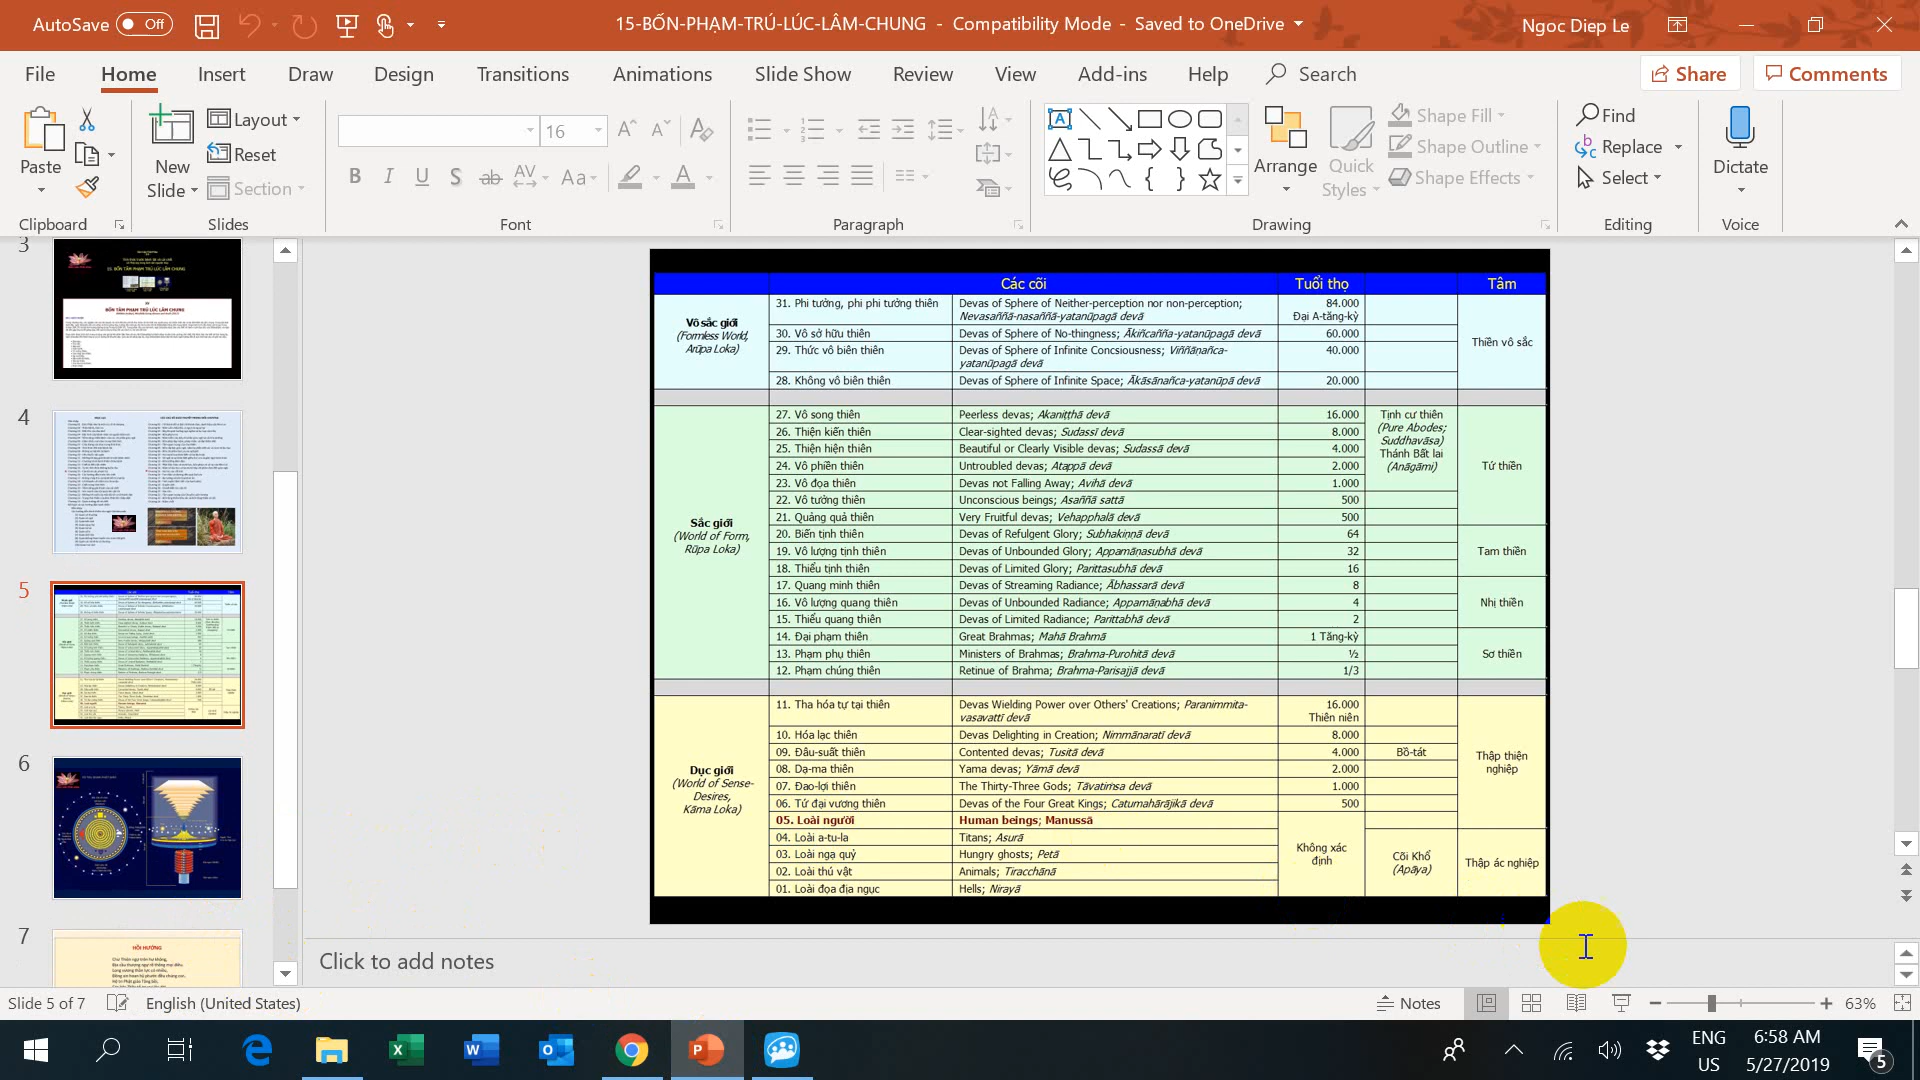 AutoSave Off 15-BỐN-PHẠM-TRÚ-LÚC-LÂM-CHUNG - Compatibility Mode - Saved to OneDrive Ngoc Diep Le
File Home Insert Draw Design Transitions Animations Slide Show Review View Add-ins Help Search Share Comments
Paste New Slide Layout Reset Section 16 Arrange Quick Styles Shape Fill Shape Outline Shape Effects Find Replace Select Dictate
Clipboard Slides Font Paragraph Drawing Editing Voice
3
BỐN TÂM PHẠM TRÚ LÚC LÂM CHUNG
4
5
6
7
HỒI HƯỚNG
Các cõi Tuổi thọ Tâm
Vô sắc giới (Formless World, Arūpa Loka)
31. Phi tưởng, phi phi tưởng thiên Devas of Sphere of Neither-perception nor non-perception; Nevasaññā-nasaññā-yatanūpagā devā 84.000 Đại A-tăng-kỳ Thiền vô sắc
30. Vô sở hữu thiên Devas of Sphere of No-thingness; Ākiñcañña-yatanūpagā devā 60.000
29. Thức vô biên thiên Devas of Sphere of Infinite Concsiousness; Viññāṇañca-yatanūpagā devā 40.000
28. Không vô biên thiên Devas of Sphere of Infinite Space; Ākāsānañca-yatanūpā devā 20.000
Sắc giới (World of Form, Rūpa Loka)
27. Vô song thiên Peerless devas; Akaniṭṭhā devā 16.000 Tịnh cư thiên (Pure Abodes; Suddhavāsa) Thánh Bất lai (Anāgāmi) Tứ thiền
26. Thiện kiến thiên Clear-sighted devas; Sudassī devā 8.000
25. Thiện hiện thiên Beautiful or Clearly Visible devas; Sudassā devā 4.000
24. Vô phiền thiên Untroubled devas; Atappā devā 2.000
23. Vô đọa thiên Devas not Falling Away; Avihā devā 1.000
22. Vô tưởng thiên Unconscious beings; Asaññā sattā 500
21. Quảng quả thiên Very Fruitful devas; Vehapphalā devā 500
20. Biến tịnh thiên Devas of Refulgent Glory; Subhakiṇṇā devā 64 Tam thiền
19. Vô lượng tịnh thiên Devas of Unbounded Glory; Appamāṇasubhā devā 32
18. Thiểu tịnh thiên Devas of Limited Glory; Parittasubhā devā 16
17. Quang minh thiên Devas of Streaming Radiance; Ābhassarā devā 8 Nhị thiền
16. Vô lượng quang thiên Devas of Unbounded Radiance; Appamāṇabhā devā 4
15. Thiểu quang thiên Devas of Limited Radiance; Parittabhā devā 2
14. Đại phạm thiên Great Brahmas; Mahā Brahmā 1 Tăng-kỳ Sơ thiền
13. Phạm phụ thiên Ministers of Brahmas; Brahma-Purohitā devā ½
12. Phạm chúng thiên Retinue of Brahma; Brahma-Parisajjā devā 1/3
Dục giới (World of Sense-Desires, Kāma Loka)
11. Tha hóa tự tại thiên Devas Wielding Power over Others' Creations; Paranimmita-vasavattī devā 16.000 Thiên niên Thập thiện nghiệp
10. Hóa lạc thiên Devas Delighting in Creation; Nimmānaratī devā 8.000
09. Đâu-suất thiên Contented devas; Tusitā devā 4.000 Bồ-tát
08. Dạ-ma thiên Yama devas; Yāmā devā 2.000
07. Đao-lợi thiên The Thirty-Three Gods; Tāvatimsa devā 1.000
06. Tứ đại vương thiên Devas of the Four Great Kings; Catumahārājikā devā 500
05. Loài người Human beings; Manussā Không xác định
04. Loài a-tu-la Titans; Asurā Cõi Khổ (Apāya) Thập ác nghiệp
03. Loài ngạ quỷ Hungry ghosts; Petā
02. Loài thú vật Animals; Tiracchānā
01. Loài đọa địa ngục Hells; Nirayā
Click to add notes
Slide 5 of 7 English (United States) Notes 63%
ENG US 6:58 AM 5/27/2019 5